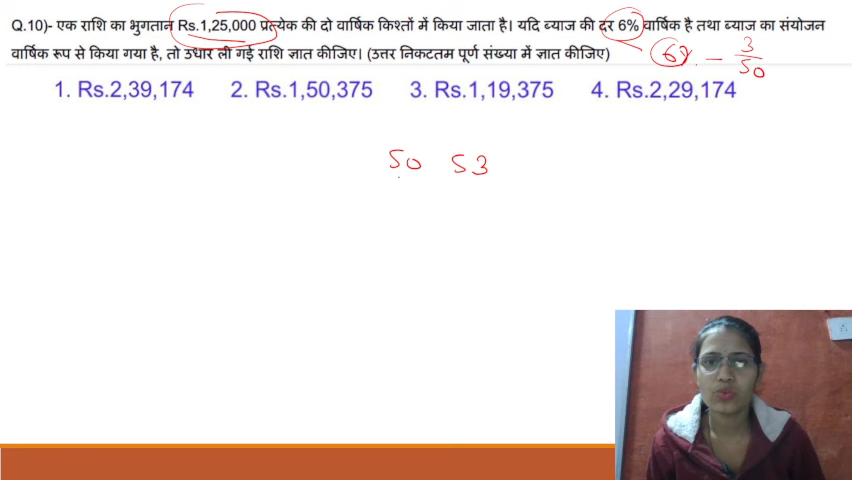 Q.10)- एक राशि का भुगतान Rs.1,25,000 प्रत्येक की दो वार्षिक किश्तों में किया जाता है। यदि ब्याज की दर 6% वार्षिक है तथा ब्याज का संयोजन
वार्षिक रूप से किया गया है, तो उधार ली गई राशि ज्ञात कीजिए। (उत्तर निकटतम पूर्ण संख्या में ज्ञात कीजिए)
6% - 3/50
1. Rs.2,39,174 2. Rs.1,50,375 3. Rs.1,19,375 4. Rs.2,29,174
50 53